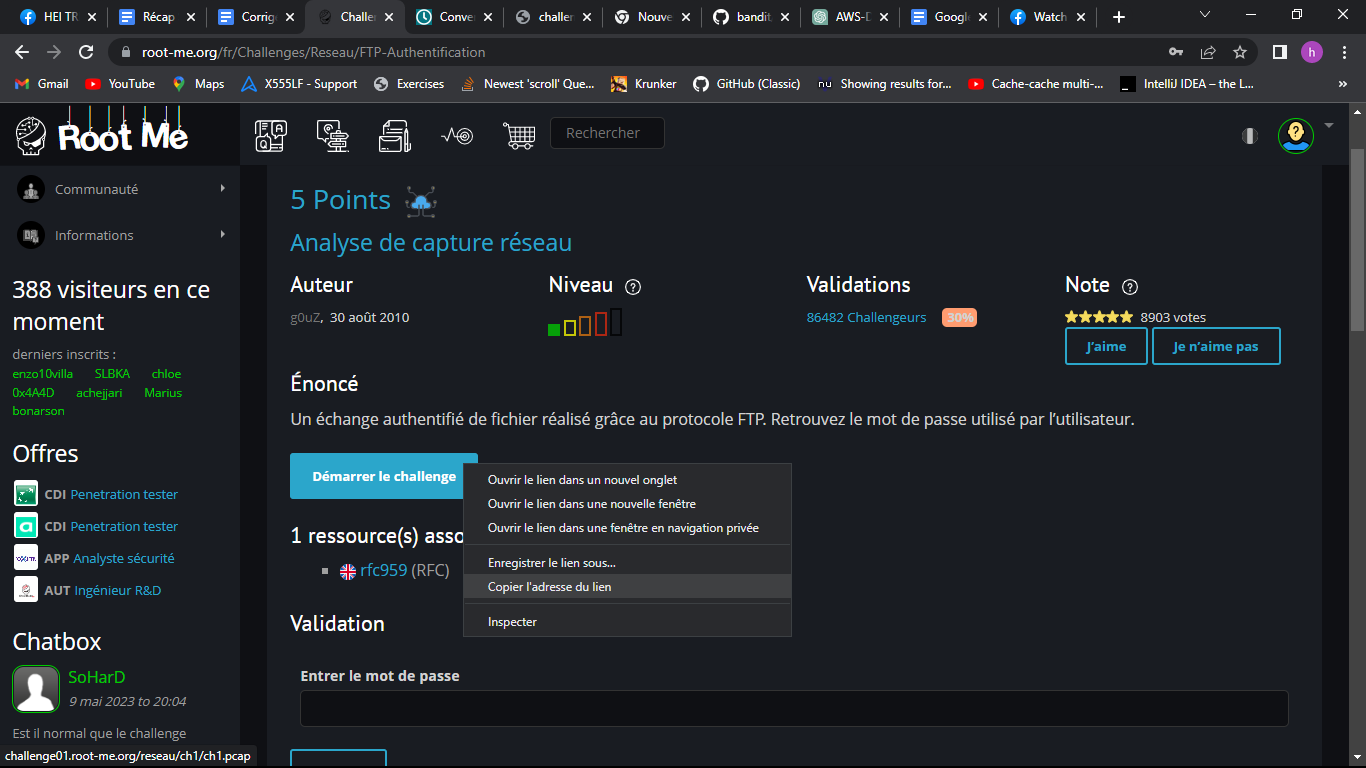 HEI TR
Récap
Corrig
Challe
Conve
challer
Nouve
bandit
AWS-D
Googl
Watch
root-me.org/fr/Challenges/Reseau/FTP-Authentification
h
Gmail
YouTube
Maps
X555LF - Support
Exercises
Newest 'scroll' Que...
Krunker
GitHub (Classic)
nu
Showing results for...
Cache-cache multi-...
IntelliJ IDEA – the L...
»
Root Me
Rechercher
Communauté
Informations
388 visiteurs en ce
moment
derniers inscrits :
enzo10villa SLBKA chloe
0x4A4D achejjari Marius
bonarson
Offres
CDI Penetration tester
CDI Penetration tester
APP Analyste sécurité
AUT Ingénieur R&D
Chatbox
SoHarD
9 mai 2023 to 20:04
Est il normal que le challenge
challenge01.root-me.org/reseau/ch1/ch1.pcap
5 Points
Analyse de capture réseau
Auteur
g0uZ, 30 août 2010
Niveau
Validations
86482 Challengeurs 30%
Note
8903 votes
J'aime
Je n'aime pas
Énoncé
Un échange authentifié de fichier réalisé grâce au protocole FTP. Retrouvez le mot de passe utilisé par l’utilisateur.
Démarrer le challenge
Ouvrir le lien dans un nouvel onglet
Ouvrir le lien dans une nouvelle fenêtre
Ouvrir le lien dans une fenêtre en navigation privée
Enregistrer le lien sous...
Copier l'adresse du lien
Inspecter
1 ressource(s) asso
rfc959 (RFC)
Validation
Entrer le mot de passe